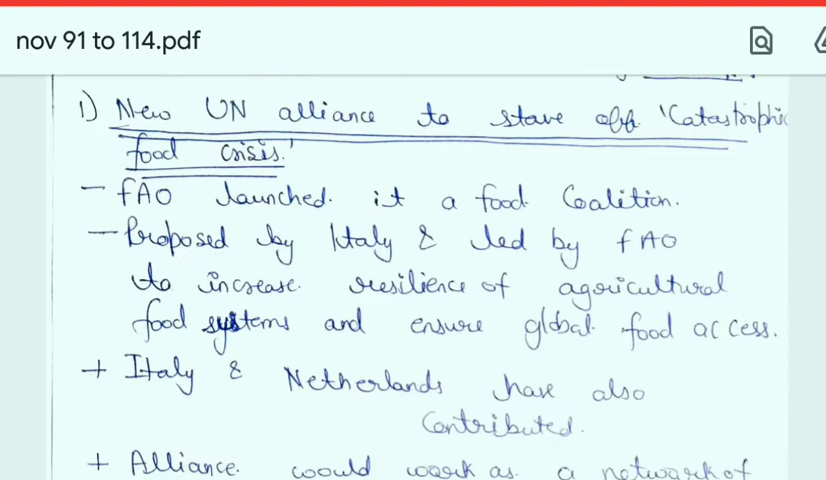 nov 91 to 114.pdf
1) New UN alliance to stave off 'Catastrophic
food crisis.'
- FAO launched it a food Coalition.
- Proposed by Italy & led by FAO
to increase resilience of agricultural
food systems and ensure global food access.
+ Italy & Netherlands have also
Contributed.
+ Alliance would work as a network of